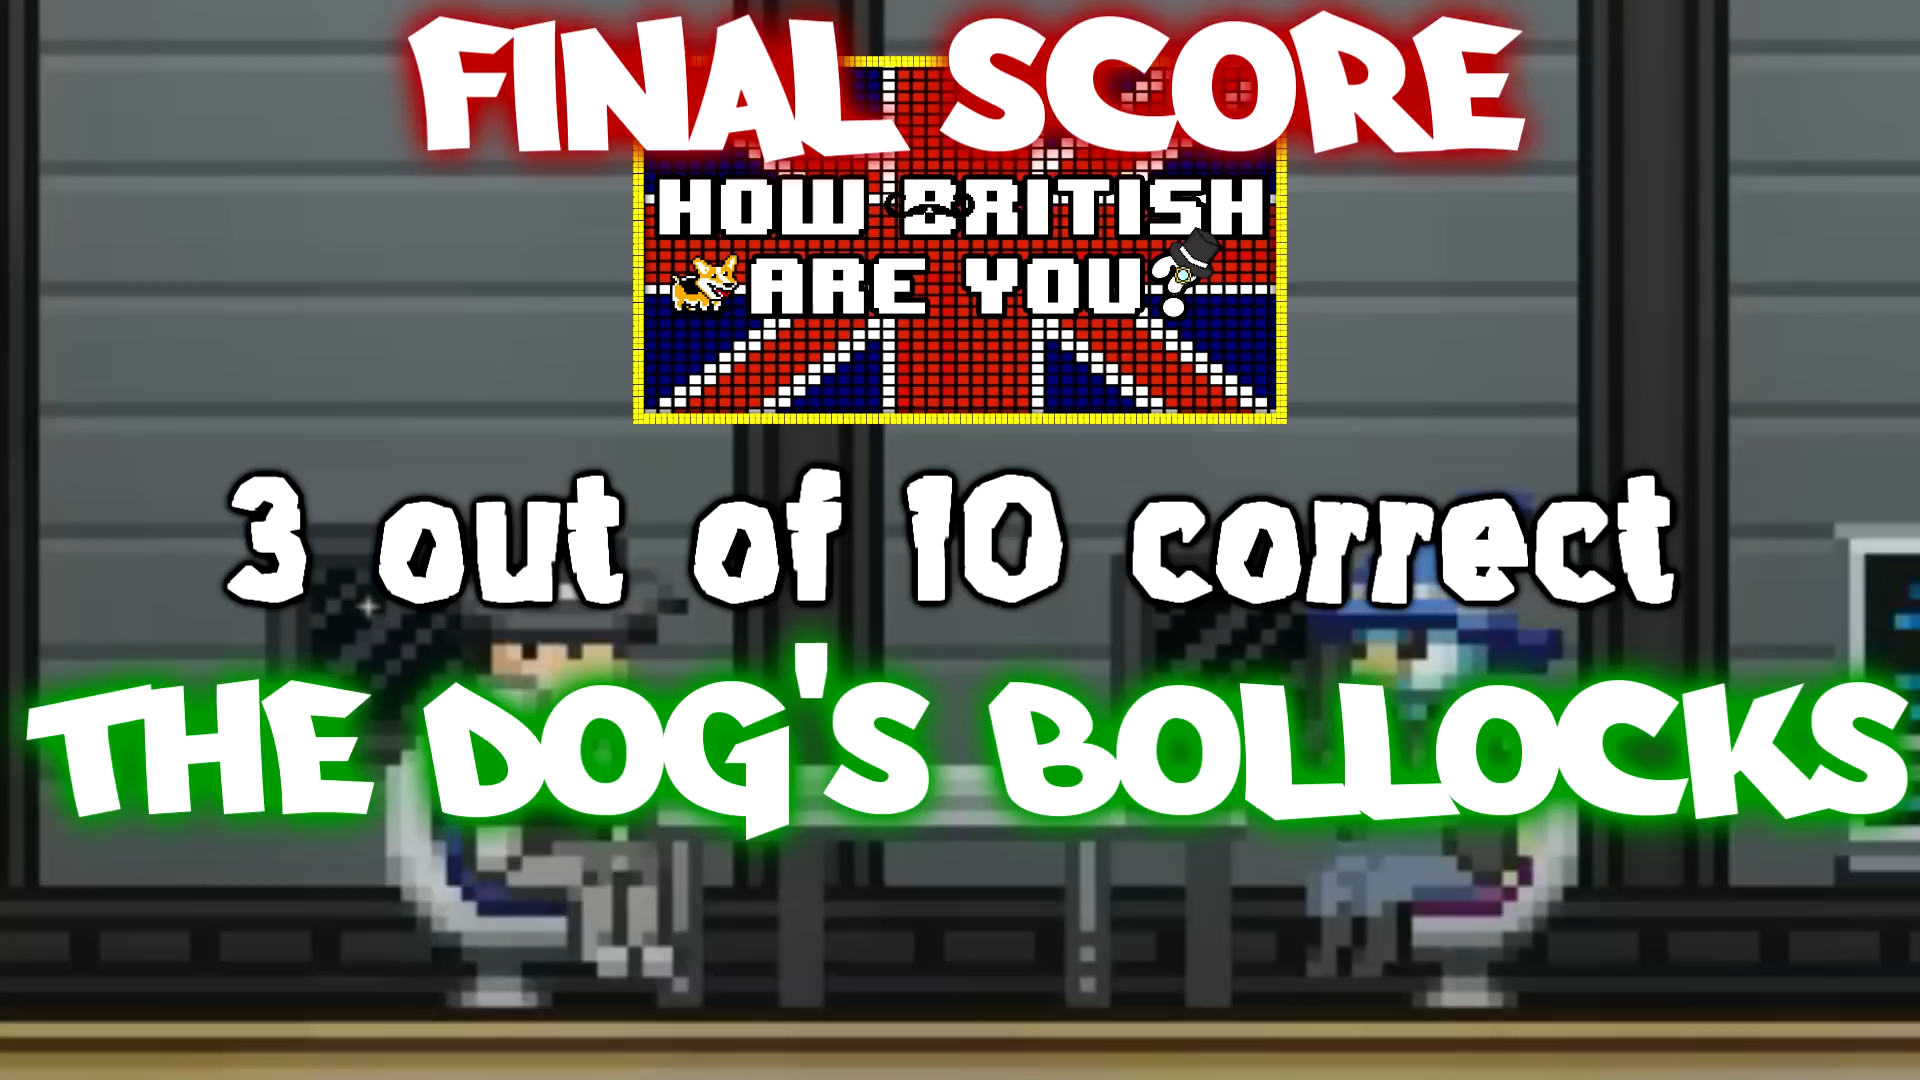 FINAL SCORE
HOW BRITISH
ARE YOU?
3 out of 10 correct
THE DOG'S BOLLOCKS